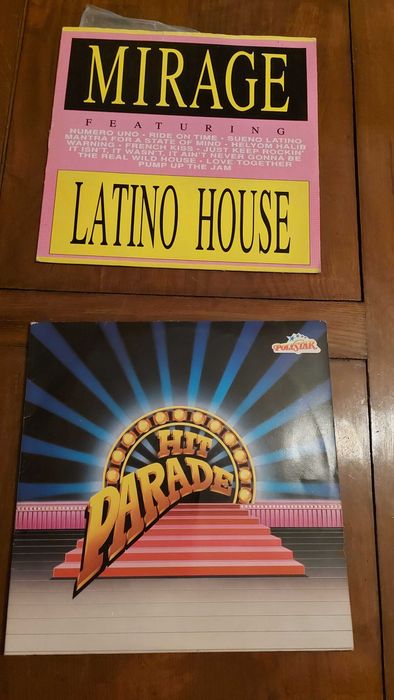 MIRAGE
FEATURING
NUMERO UNO • RIDE ON TIME • SUENO LATINO
MANTRA FOR A STATE OF MIND • HELYOM HALIB
WARNING • FRENCH KISS • JUST KEEP ROCKIN'
IT ISN'T, IT WASN'T, IT AIN'T NEVER GONNA BE
THE REAL WILD HOUSE • LOVE TOGETHER
PUMP UP THE JAM
LATINO HOUSE
POLYSTAR
HIT
PARADE